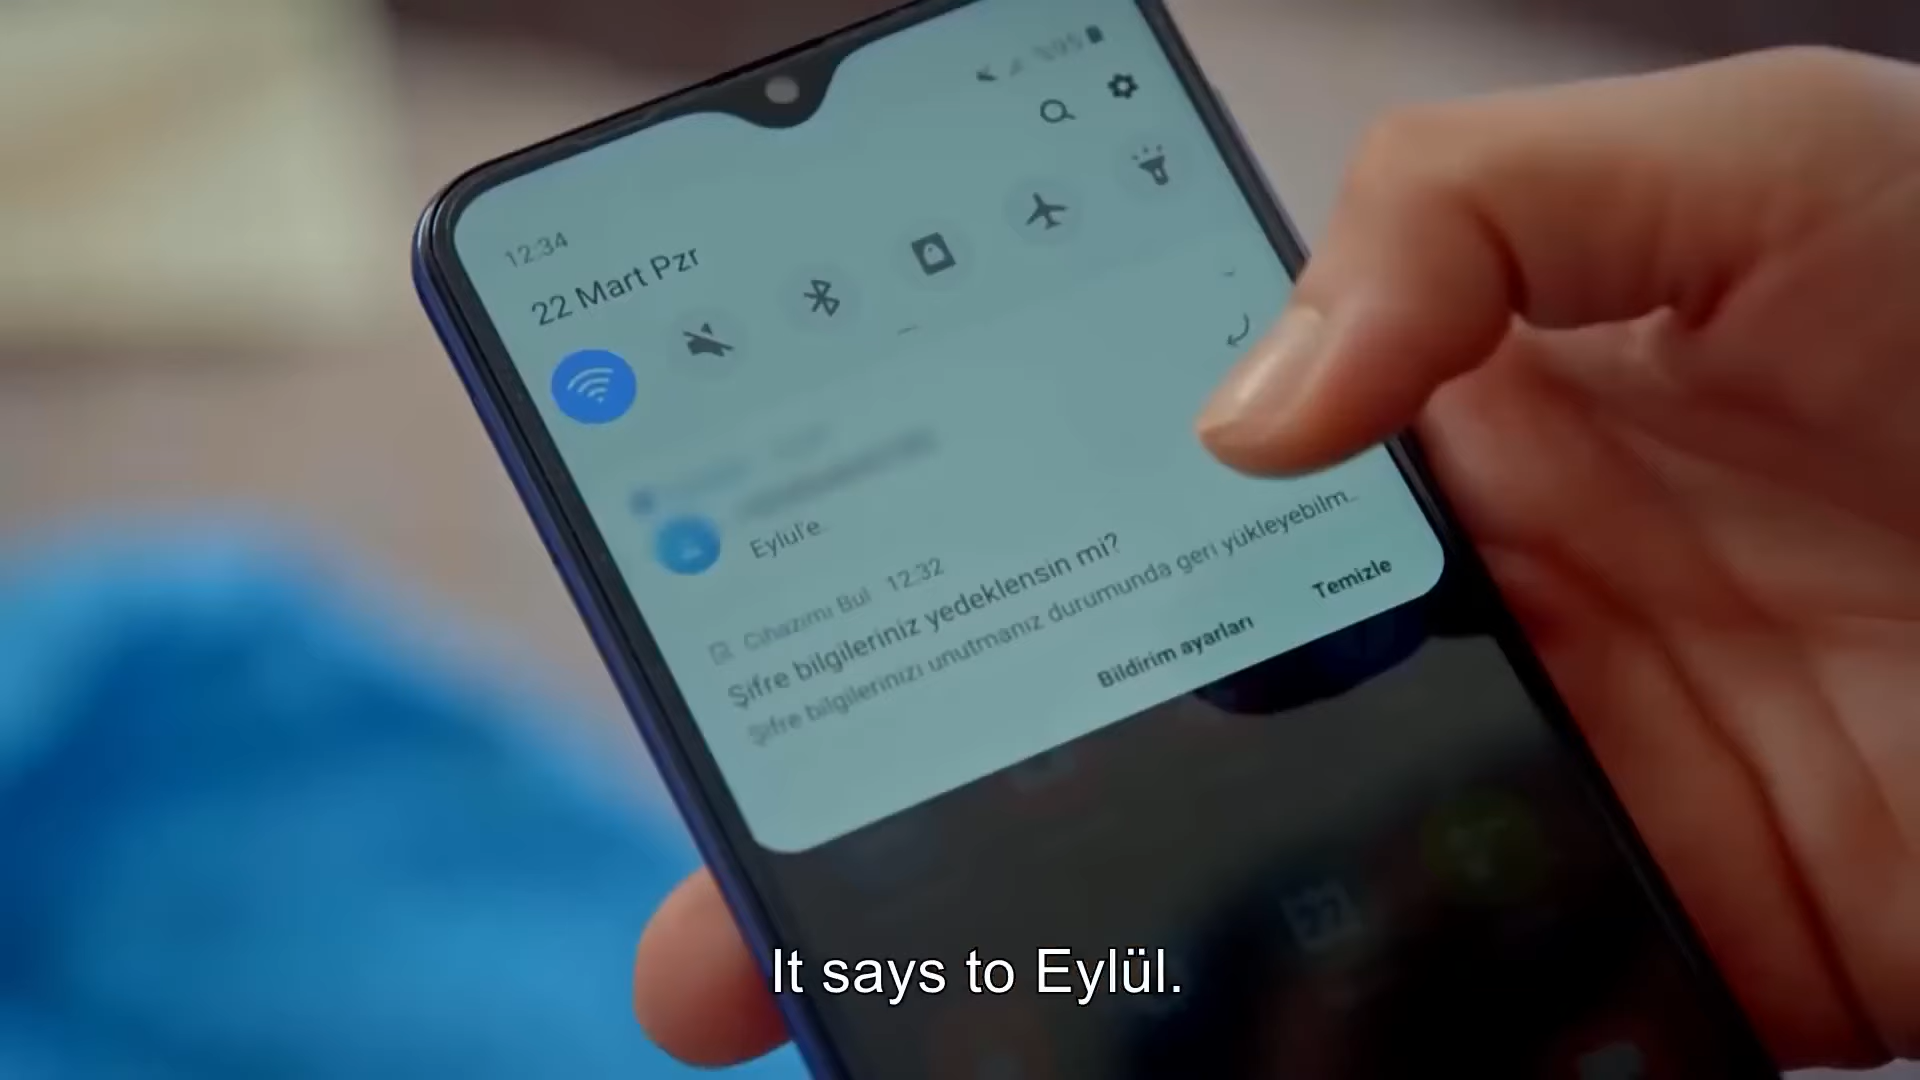 12:34
22 Mart Pzr
Eylül'e.
Cihazımı Bul 12:32
Şifre bilgileriniz yedeklensin mi?
Şifre bilgilerinizi unutmanız durumunda geri yükleyebilm...
Bildirim ayarları
Temizle
It says to Eylül.